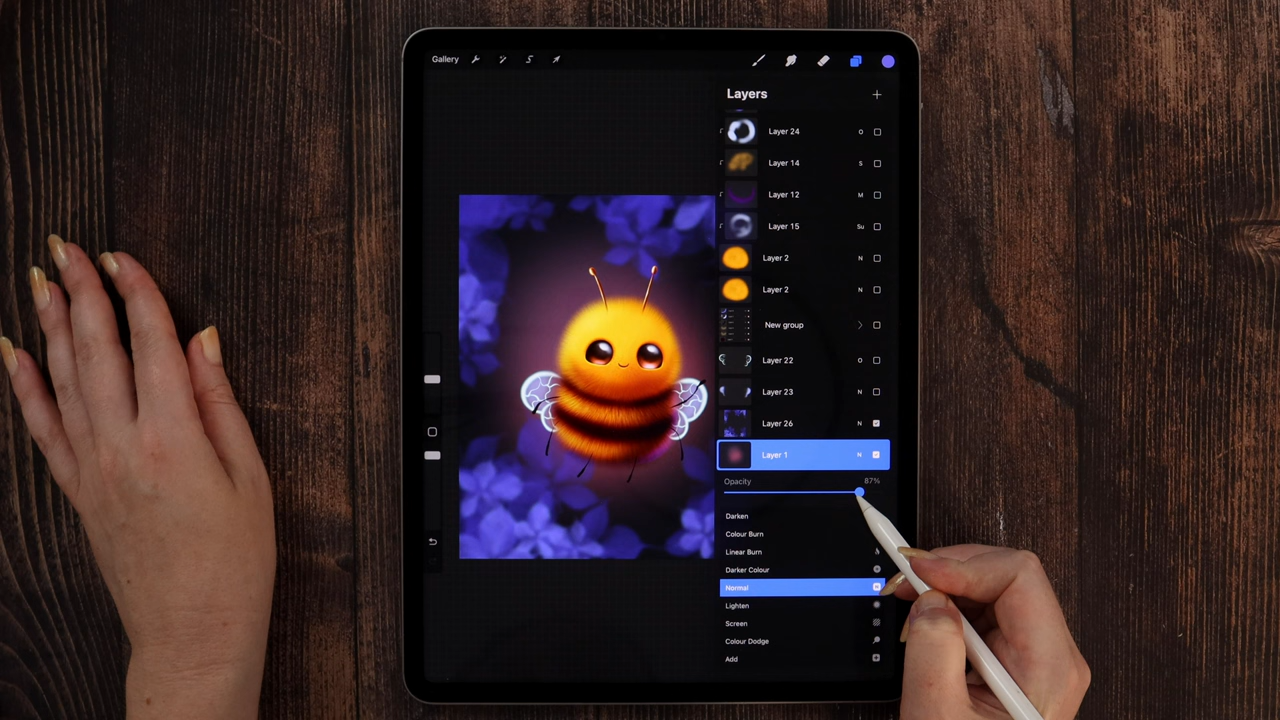 Gallery
Layers
Layer 24 O
Layer 14 S
Layer 12 M
Layer 15 Su
Layer 2 N
Layer 2 N
New group
Layer 22 O
Layer 23 N
Layer 26 N
Layer 1 N
Opacity 87%
Darken
Colour Burn
Linear Burn
Darker Colour
Normal N
Lighten
Screen
Colour Dodge
Add